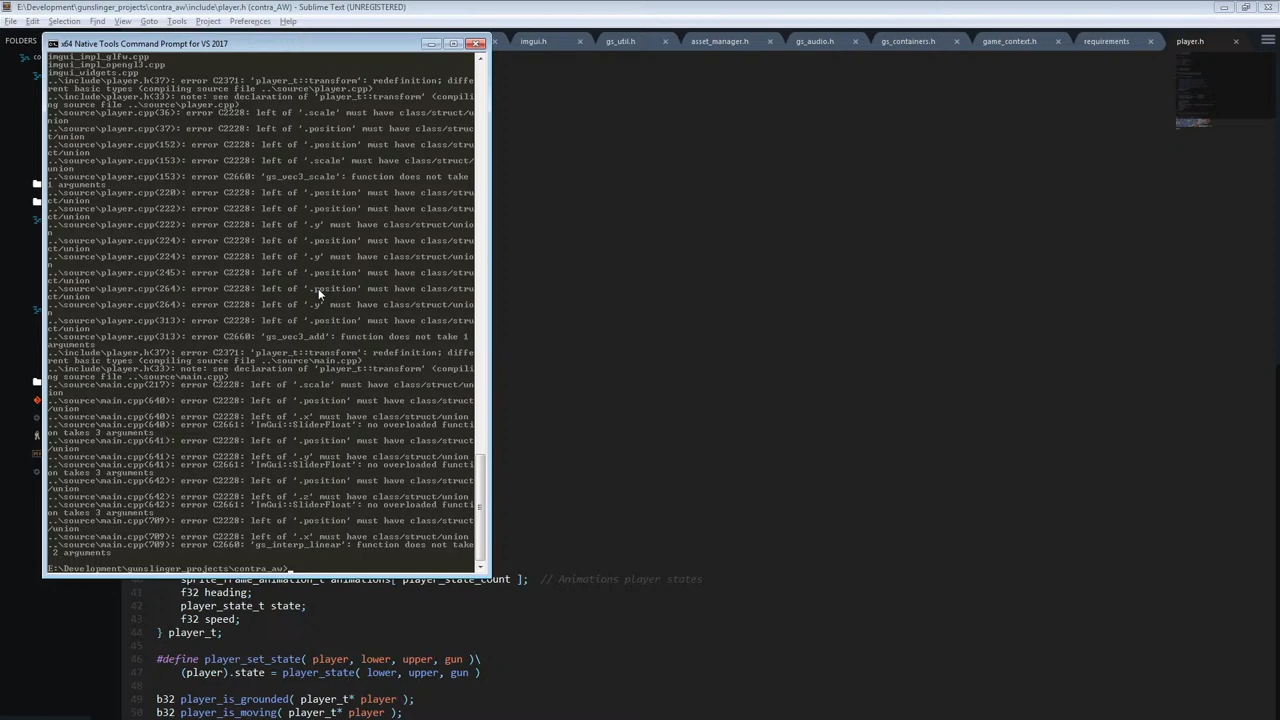 E:\Development\gunslinger_projects\contra_aw\include\player.h (contra_AW) - Sublime Text (UNREGISTERED)
File Edit Selection Find View Goto Tools Project Preferences Help
FOLDERS
imgui.h gs_util.h asset_manager.h gs_audio.h gs_containers.h game_context.h requirements player.h
x64 Native Tools Command Prompt for VS 2017
imgui_impl_glfw.cpp
imgui_impl_opengl3.cpp
imgui_widgets.cpp
..\include\player.h(37): error C2371: 'player_t::transform': redefinition; diffe
rent basic types (compiling source file ..\source\player.cpp)
..\include\player.h(33): note: see declaration of 'player_t::transform' (compili
ng source file ..\source\player.cpp)
..\source\player.cpp(36): error C2228: left of '.scale' must have class/struct/u
nion
..\source\player.cpp(37): error C2228: left of '.position' must have class/struc
t/union
..\source\player.cpp(152): error C2228: left of '.position' must have class/stru
ct/union
..\source\player.cpp(153): error C2228: left of '.scale' must have class/struct/
union
..\source\player.cpp(153): error C2660: 'gs_vec3_scale': function does not take
1 arguments
..\source\player.cpp(220): error C2228: left of '.position' must have class/stru
ct/union
..\source\player.cpp(222): error C2228: left of '.position' must have class/stru
ct/union
..\source\player.cpp(222): error C2228: left of '.y' must have class/struct/unio
n
..\source\player.cpp(224): error C2228: left of '.position' must have class/stru
ct/union
..\source\player.cpp(224): error C2228: left of '.y' must have class/struct/unio
n
..\source\player.cpp(245): error C2228: left of '.position' must have class/stru
ct/union
..\source\player.cpp(264): error C2228: left of '.position' must have class/stru
ct/union
..\source\player.cpp(264): error C2228: left of '.y' must have class/struct/unio
n
..\source\player.cpp(313): error C2228: left of '.position' must have class/stru
ct/union
..\source\player.cpp(313): error C2660: 'gs_vec3_add': function does not take 1
arguments
..\include\player.h(37): error C2371: 'player_t::transform': redefinition; diffe
rent basic types (compiling source file ..\source\main.cpp)
..\include\player.h(33): note: see declaration of 'player_t::transform' (compili
ng source file ..\source\main.cpp)
..\source\main.cpp(217): error C2228: left of '.scale' must have class/struct/un
ion
..\source\main.cpp(640): error C2228: left of '.position' must have class/struct
/union
..\source\main.cpp(640): error C2228: left of '.x' must have class/struct/union
..\source\main.cpp(640): error C2661: 'ImGui::SliderFloat': no overloaded functi
on takes 3 arguments
..\source\main.cpp(641): error C2228: left of '.position' must have class/struct
/union
..\source\main.cpp(641): error C2228: left of '.y' must have class/struct/union
..\source\main.cpp(641): error C2661: 'ImGui::SliderFloat': no overloaded functi
on takes 3 arguments
..\source\main.cpp(642): error C2228: left of '.position' must have class/struct
/union
..\source\main.cpp(642): error C2228: left of '.z' must have class/struct/union
..\source\main.cpp(642): error C2661: 'ImGui::SliderFloat': no overloaded functi
on takes 3 arguments
..\source\main.cpp(709): error C2228: left of '.position' must have class/struct
/union
..\source\main.cpp(709): error C2228: left of '.x' must have class/struct/union
..\source\main.cpp(709): error C2660: 'gs_interp_linear': function does not take
2 arguments
E:\Development\gunslinger_projects\contra_aw>
sprite_frame_animation_t animations[ player_state_count ]; // Animations player states
41 f32 heading;
42 player_state_t state;
43 f32 speed;
44 } player_t;
45
46 #define player_set_state( player, lower, upper, gun )\
47 (player).state = player_state( lower, upper, gun )
48
49 b32 player_is_grounded( player_t* player );
50 b32 player_is_moving( player_t* player );